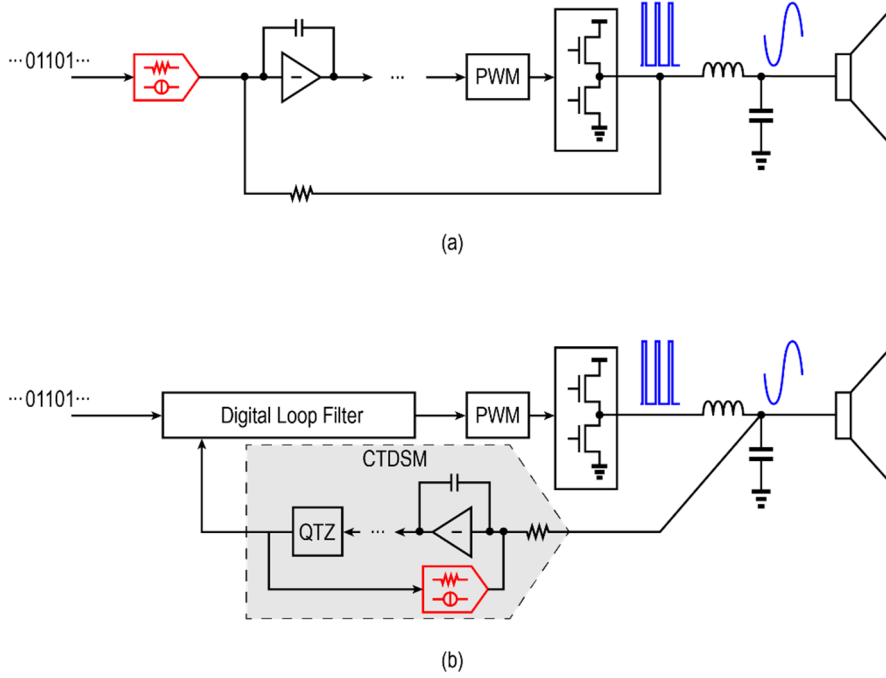 ···01101···
···
PWM
(a)
···01101···
Digital Loop Filter
PWM
CTDSM
QTZ
···
(b)